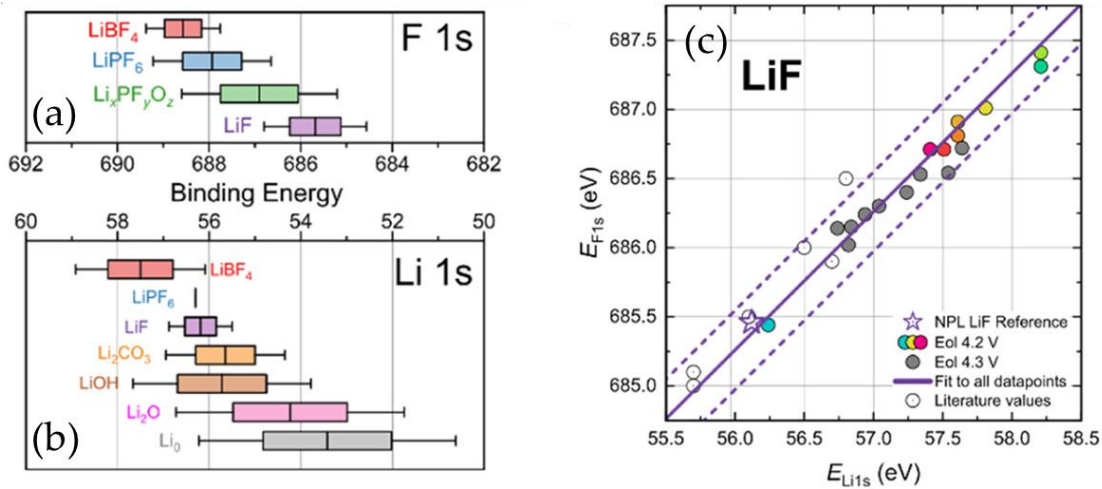 F 1s
LiBF4
LiPF6
LixPFyOz
LiF
(a)
692 690 688 686 684 682
Binding Energy
60 58 56 54 52 50
Li 1s
LiBF4
LiPF6
LiF
Li2CO3
LiOH
Li2O
Li0
(b)
(c)
LiF
687.5
687.0
686.5
686.0
685.5
685.0
EF1s (eV)
NPL LiF Reference
Eol 4.2 V
Eol 4.3 V
Fit to all datapoints
Literature values
55.5 56.0 56.5 57.0 57.5 58.0 58.5
ELi1s (eV)